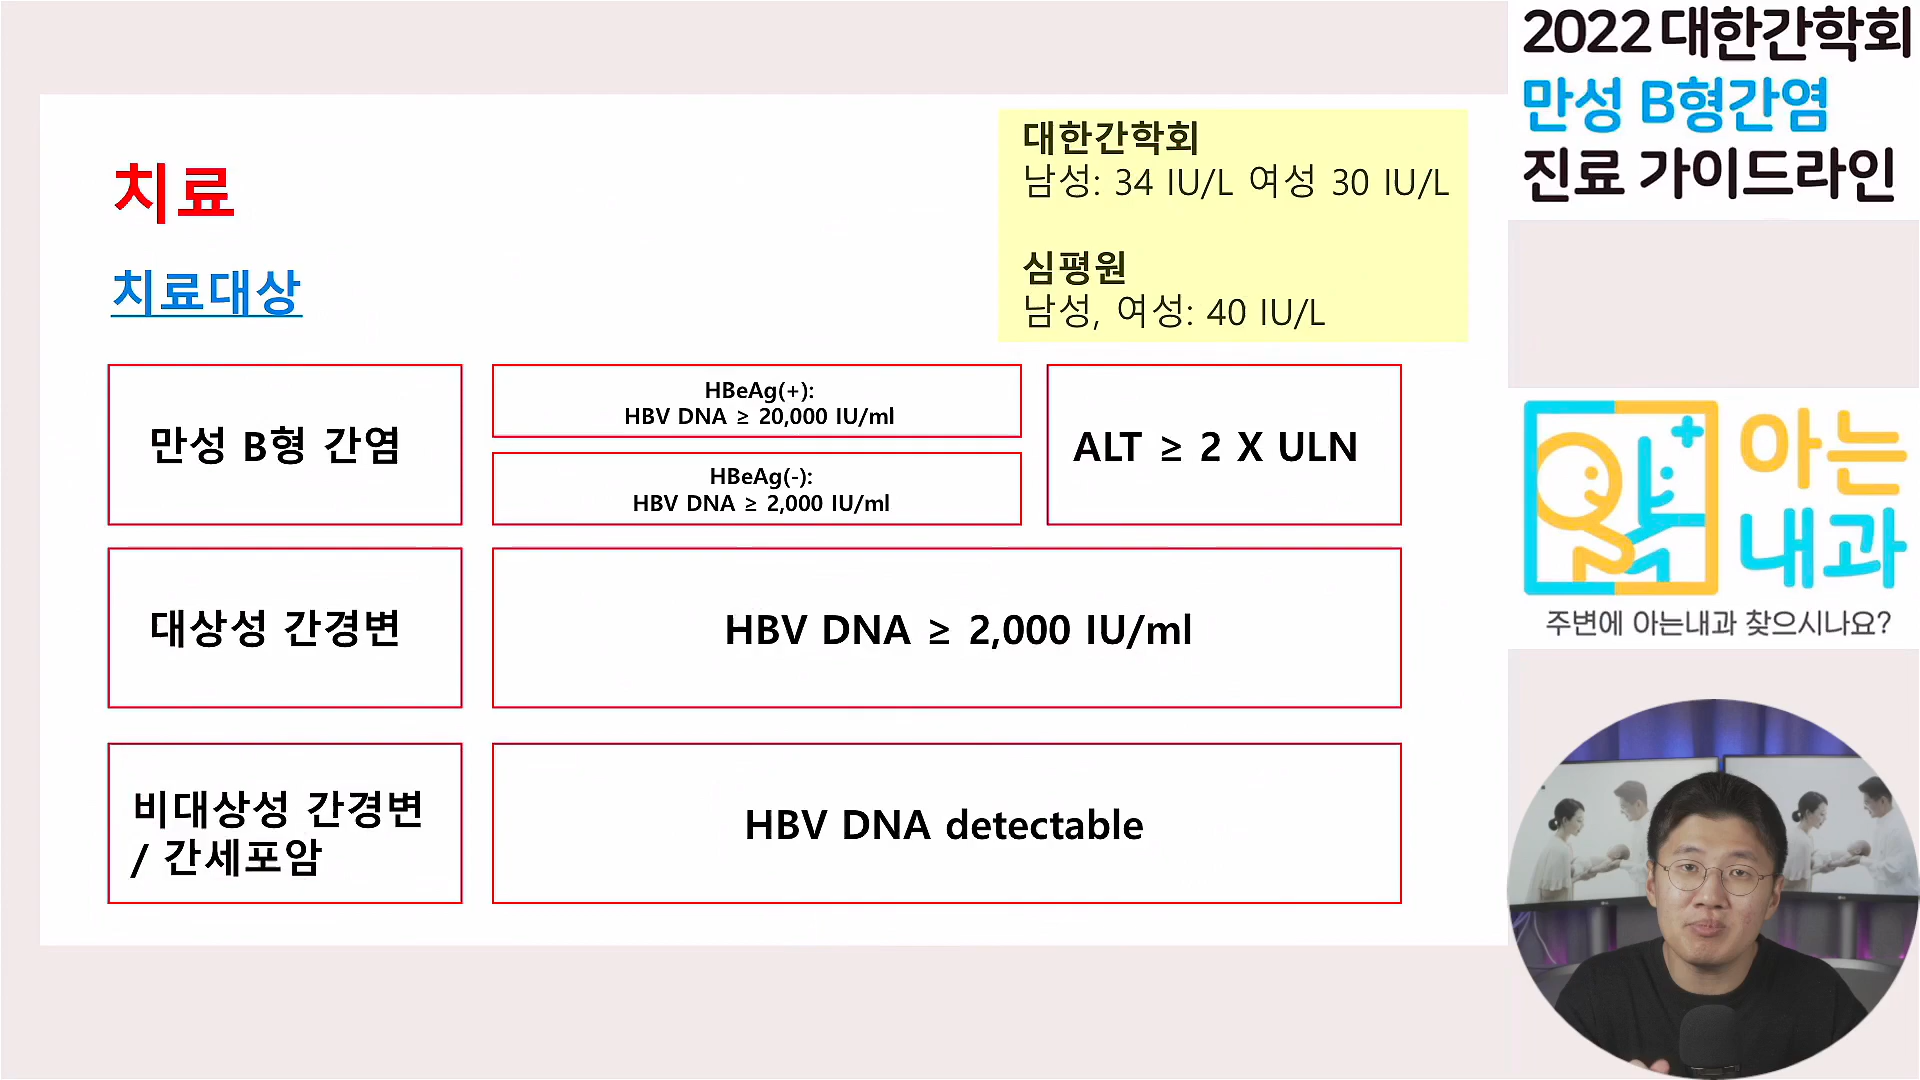 2022 대한간학회
만성 B형간염
진료 가이드라인
치료
치료대상
대한간학회
남성: 34 IU/L 여성 30 IU/L
심평원
남성, 여성: 40 IU/L
만성 B형 간염
HBeAg(+):
HBV DNA ≥ 20,000 IU/ml
HBeAg(-):
HBV DNA ≥ 2,000 IU/ml
ALT ≥ 2 X ULN
대상성 간경변
HBV DNA ≥ 2,000 IU/ml
비대상성 간경변
/ 간세포암
HBV DNA detectable
아는
내과
주변에 아는내과 찾으시나요?